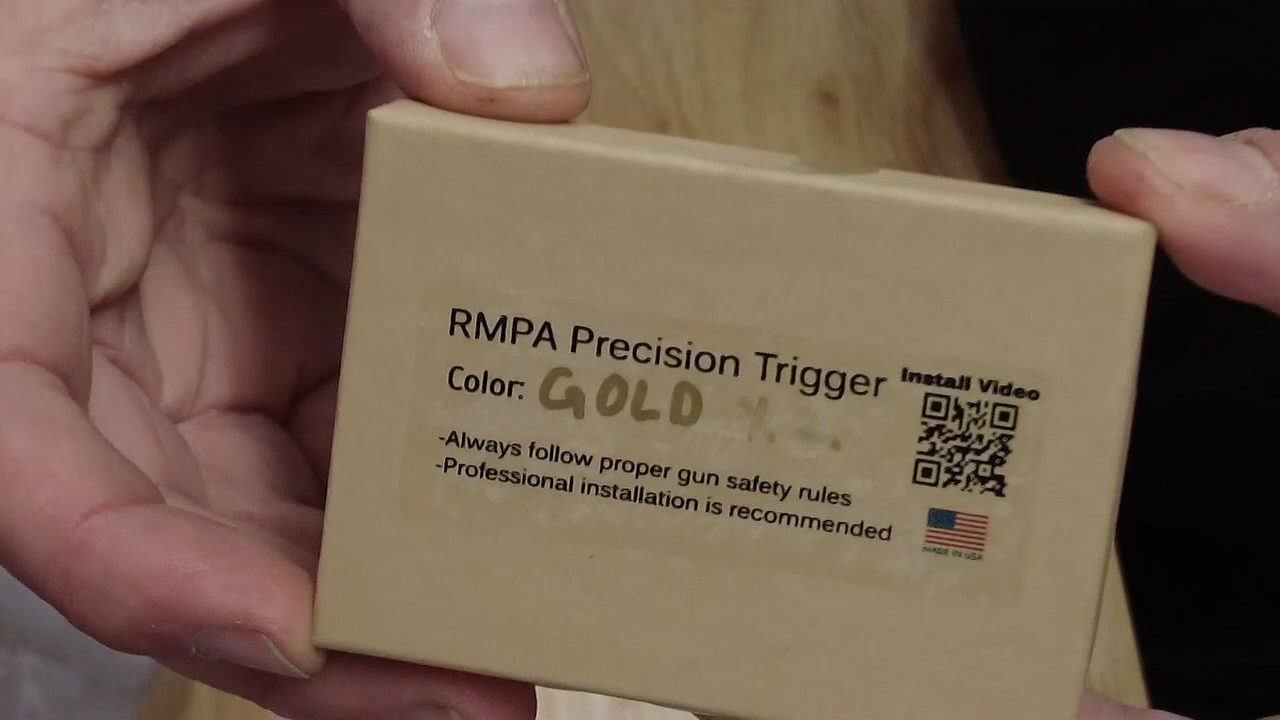 RMPA Precision Trigger
Color: GOLD
-Always follow proper gun safety rules
-Professional installation is recommended
Install Video
MADE IN USA